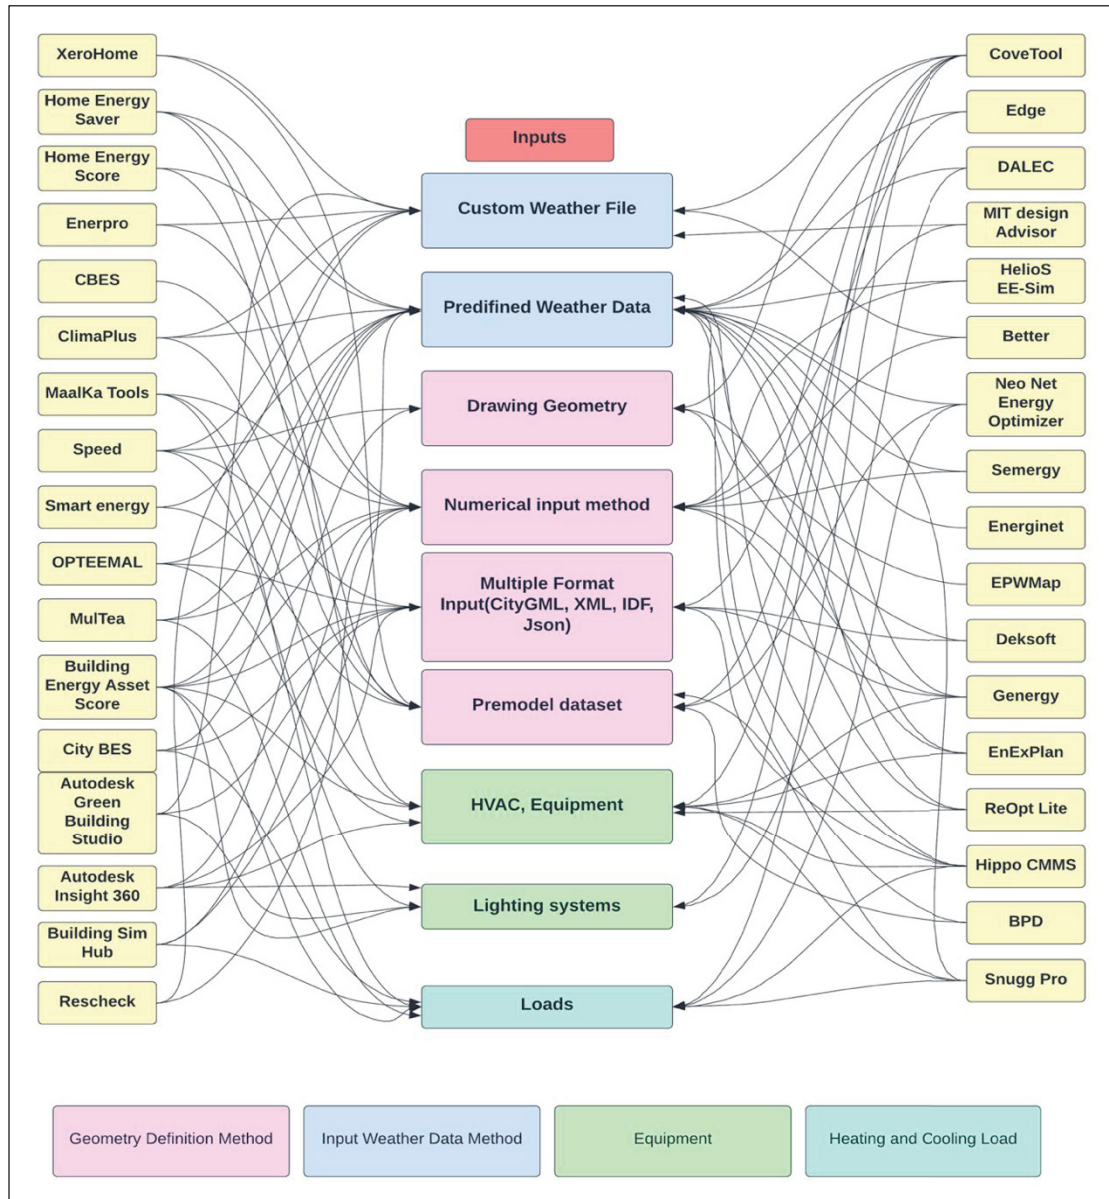 XeroHome
Home Energy
Saver
Home Energy
Score
Enerpro
CBES
ClimaPlus
MaalKa Tools
Speed
Smart energy
OPTEEMAL
MulTea
Building
Energy Asset
Score
City BES
Autodesk
Green
Building
Studio
Autodesk
Insight 360
Building Sim
Hub
Rescheck
Inputs
Custom Weather File
Predifined Weather Data
Drawing Geometry
Numerical input method
Multiple Format
Input(CityGML, XML, IDF,
Json)
Premodel dataset
HVAC, Equipment
Lighting systems
Loads
CoveTool
Edge
DALEC
MIT design
Advisor
HelioS
EE-Sim
Better
Neo Net
Energy
Optimizer
Semergy
Energinet
EPWMap
Deksoft
Genergy
EnExPlan
ReOpt Lite
Hippo CMMS
BPD
Snugg Pro
Geometry Definition Method
Input Weather Data Method
Equipment
Heating and Cooling Load